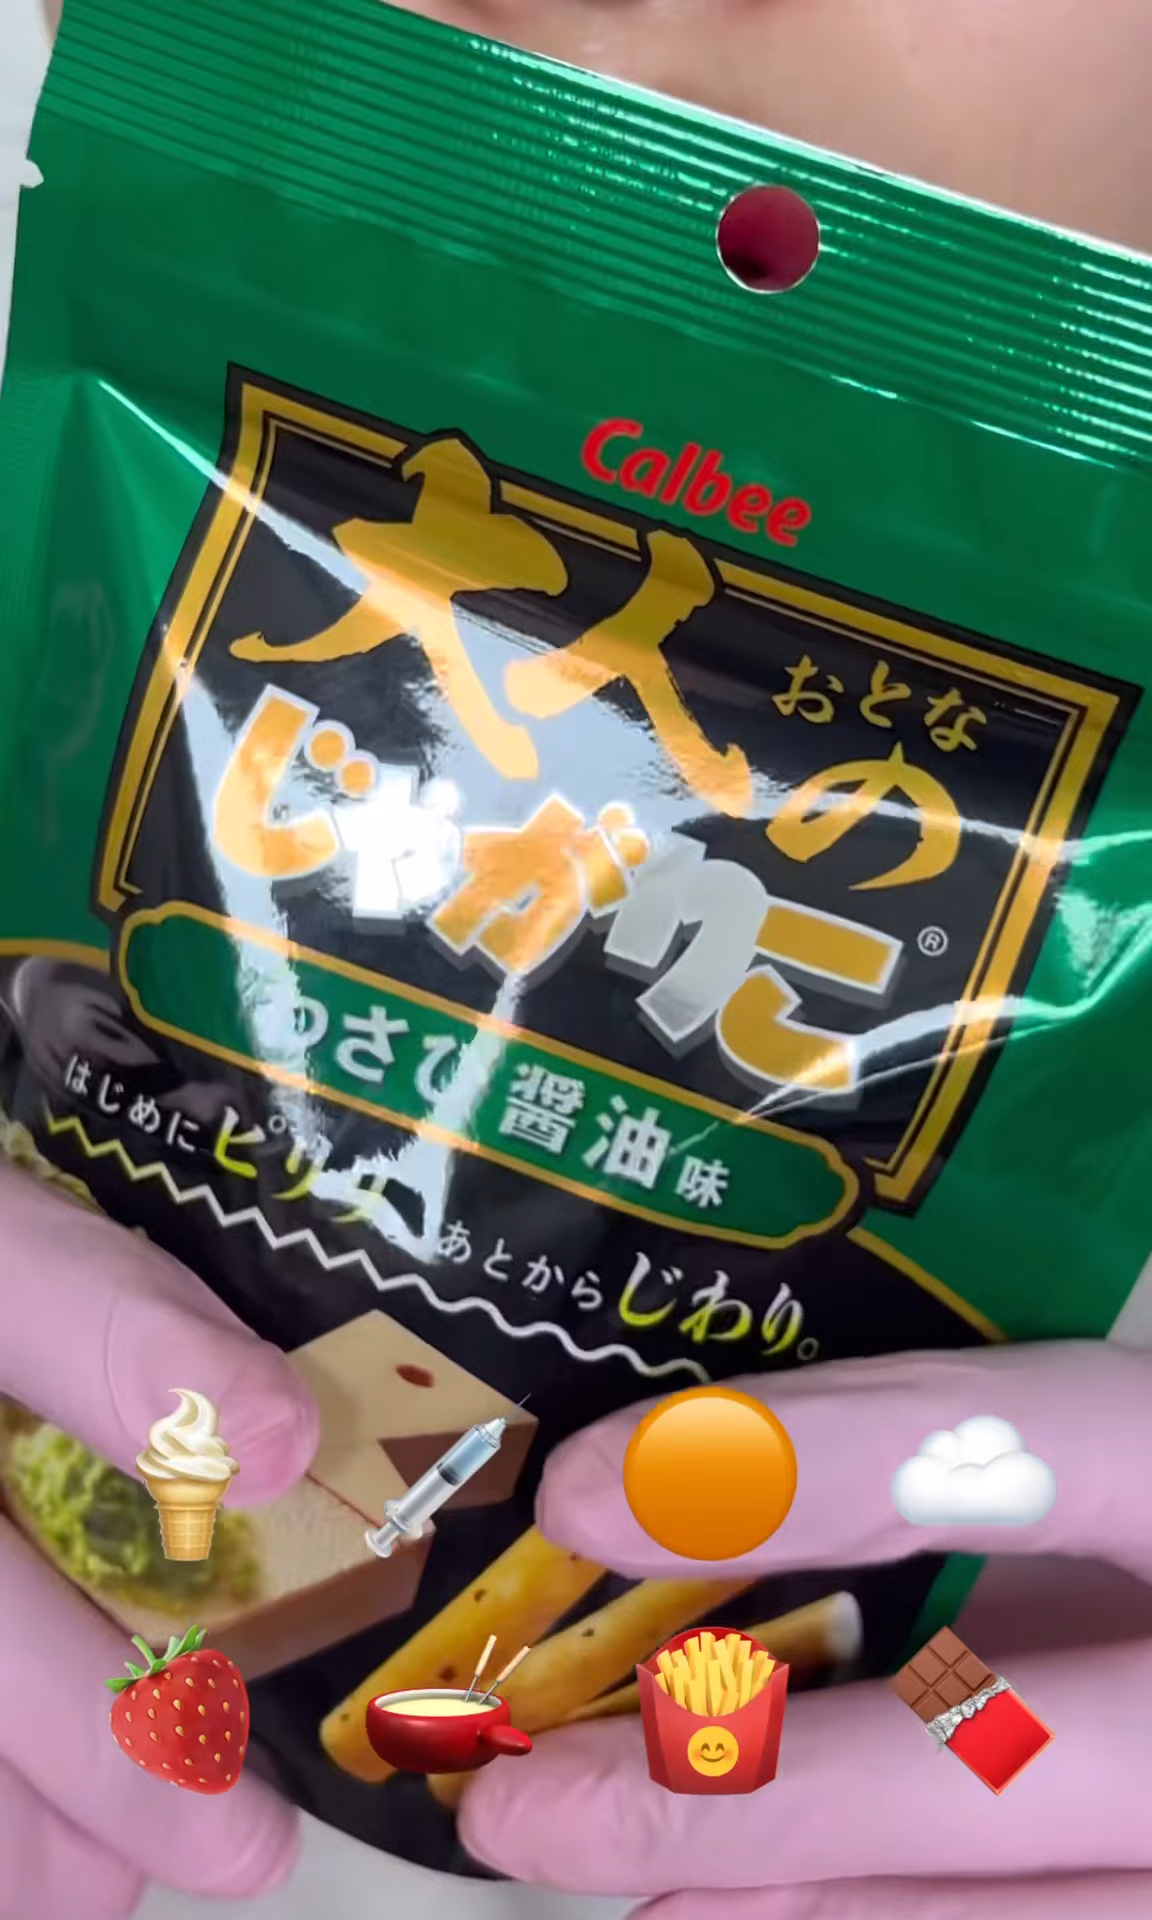 Calbee
おとな
大人の
じゃがりこ®
わさび醤油味
はじめにピリッ
あとからじわり。